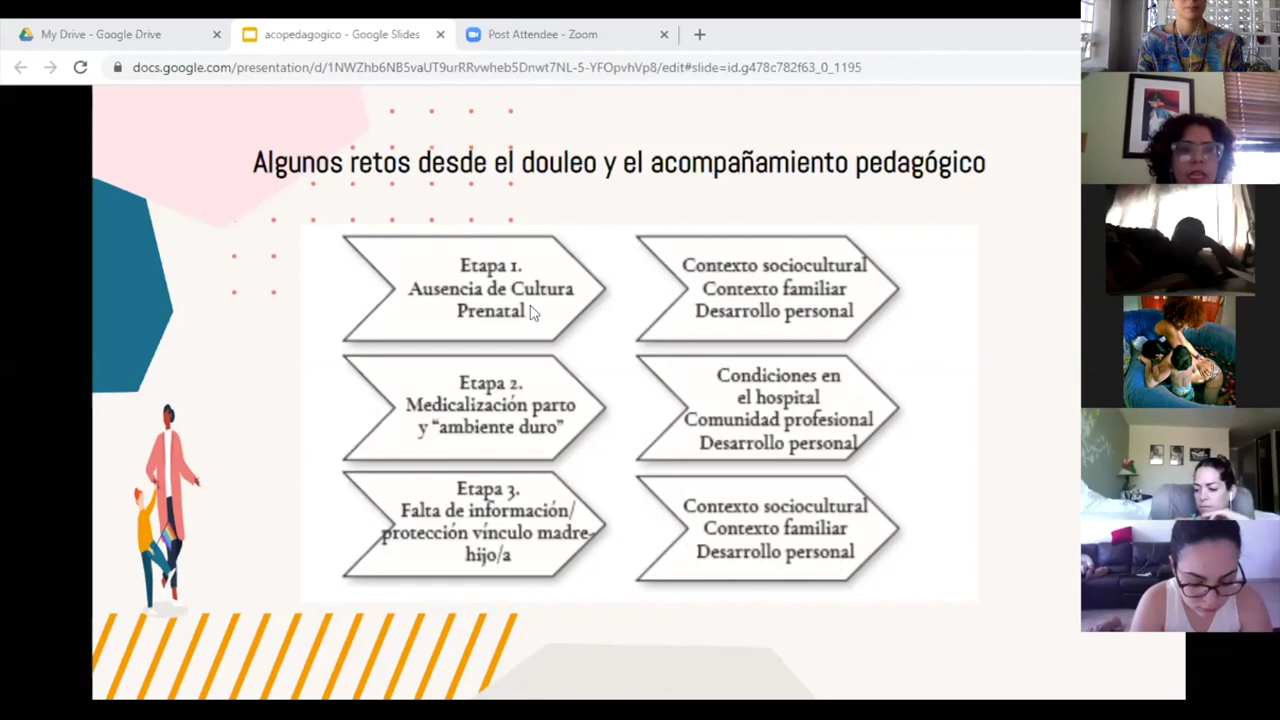 My Drive - Google Drive
acopedagogico - Google Slides
Post Attendee - Zoom
docs.google.com/presentation/d/1NWZhb6NB5vaUT9urRRvwheb5Dnwt7NL-5-YFOpvhVp8/edit#slide=id.g478c782f63_0_1195
Algunos retos desde el douleo y el acompañamiento pedagógico
Etapa 1.
Ausencia de Cultura
Prenatal
Contexto sociocultural
Contexto familiar
Desarrollo personal
Etapa 2.
Medicalización parto
y “ambiente duro”
Condiciones en
el hospital
Comunidad profesional
Desarrollo personal
Etapa 3.
Falta de información/
protección vínculo madre-
hijo/a
Contexto sociocultural
Contexto familiar
Desarrollo personal